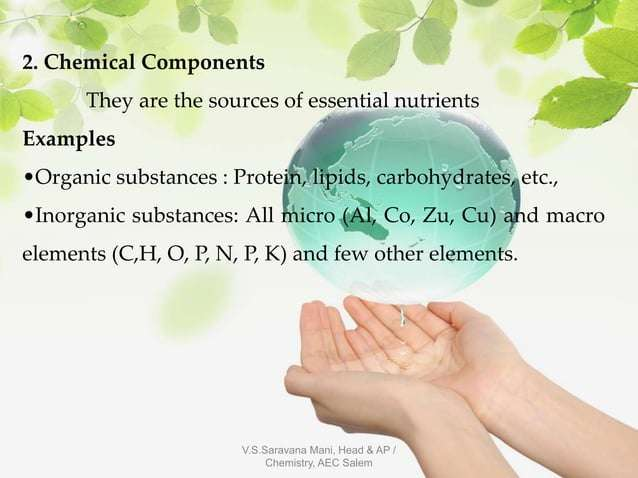 2. Chemical Components
They are the sources of essential nutrients
Examples
•Organic substances : Protein, lipids, carbohydrates, etc.,
•Inorganic substances: All micro (Al, Co, Zu, Cu) and macro
elements (C,H, O, P, N, P, K) and few other elements.
V.S.Saravana Mani, Head & AP /
Chemistry, AEC Salem